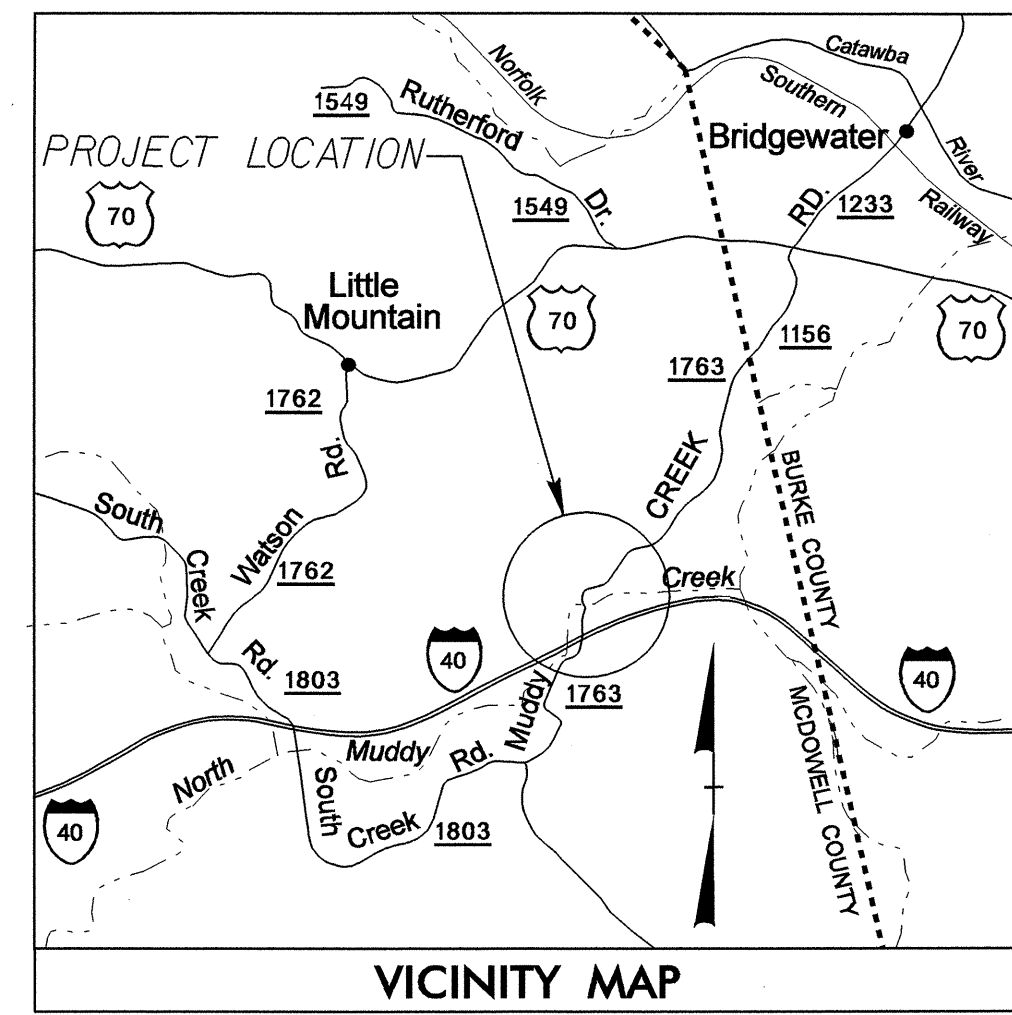 Norfolk
Catawba
Southern
1549
Rutherford
PROJECT LOCATION
Bridgewater
River
70
1549
Dr.
RD.
1233
Railway
Little
Mountain
70
70
1156
1763
1762
Rd.
CREEK
BURKE COUNTY
South
Creek
Watson
1762
Creek
Rd.
1803
40
40
1763
Muddy
MCDOWELL COUNTY
Muddy
Rd.
North
South
Creek
1803
40
VICINITY MAP